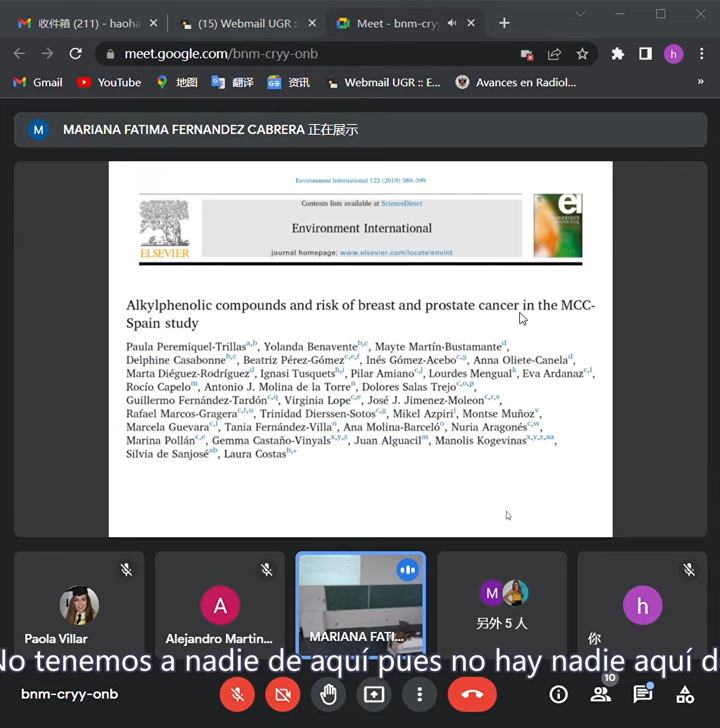 收件箱 (211) - haoha
(15) Webmail UGR ::
Meet - bnm-cry
meet.google.com/bnm-cryy-onb
h
Gmail
YouTube
地图
翻译
资讯
Webmail UGR :: E...
Avances en Radiol...
»
M
MARIANA FATIMA FERNANDEZ CABRERA 正在展示
Environment International 122 (2019) 389–399
Contents lists available at ScienceDirect
Environment International
journal homepage: www.elsevier.com/locate/envint
ELSEVIER
Alkylphenolic compounds and risk of breast and prostate cancer in the MCC-
Spain study
Paula Peremiquel-Trillas a,b, Yolanda Benavente b,c, Mayte Martín-Bustamante d,
Delphine Casabonne b,c, Beatriz Pérez-Gómez c,e,f, Inés Gómez-Acebo c,g, Anna Oliete-Canela d,
Marta Diéguez-Rodríguez d, Ignasi Tusquets h,i, Pilar Amiano c,j, Lourdes Mengual k, Eva Ardanaz c,l,
Rocío Capelo m, Antonio J. Molina de la Torre n, Dolores Salas Trejo c,o,p,
Guillermo Fernández-Tardón c,q, Virginia Lope c,e, José J. Jimenez-Moleon c,r,s,
Rafael Marcos-Gragera c,t,u, Trinidad Dierssen-Sotos c,g, Mikel Azpiri j, Montse Muñoz v,
Marcela Guevara c,l, Tania Fernández-Villa n, Ana Molina-Barceló o, Nuria Aragonés c,w,
Marina Pollán c,e, Gemma Castaño-Vinyals x,y,z, Juan Alguacil m, Manolis Kogevinas x,y,z,aa,
Silvia de Sanjosé ab, Laura Costas b,*
A
M
h
Paola Villar
Alejandro Martin...
MARIANA FATI...
另外 5 人
你
No tenemos a nadie de aquí pues no hay nadie aquí d
bnm-cryy-onb
10